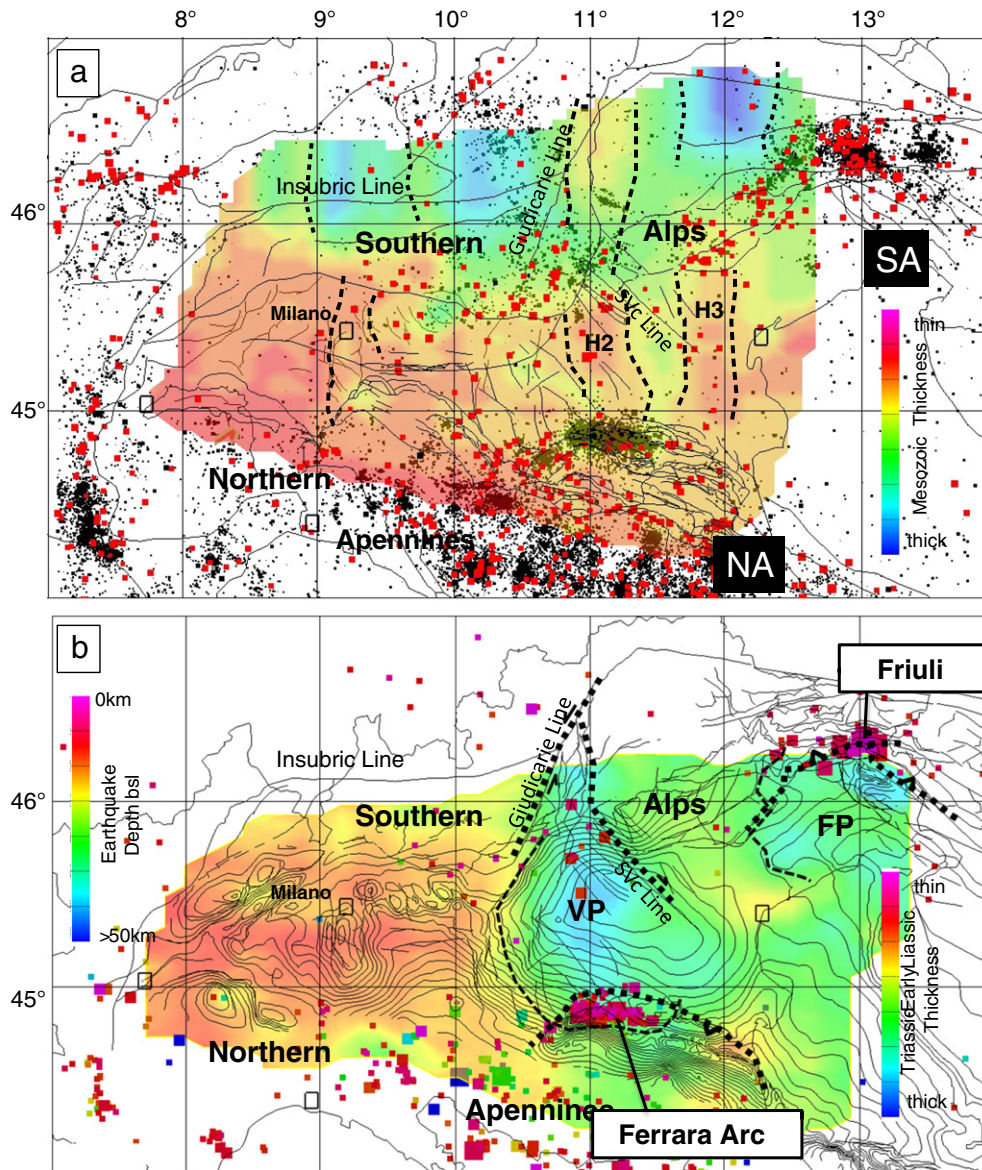 8° 9° 10° 11° 12° 13°
a
Insubric Line
46°
Southern
Giudicarie Line
Alps
SA
thin
Milano
Svc Line
H3
H2
Mesozoic Thickness
45°
Northern
thick
Apennines
NA
b
Friuli
0km
Insubric Line
Giudicarie Line
Earthquake
Depth bsl
46°
Southern
Alps
FP
Milano
Svc Line
thin
VP
>50km
Triassic EarlyLiassic
Thickness
45°
Northern
thick
Apennines
Ferrara Arc